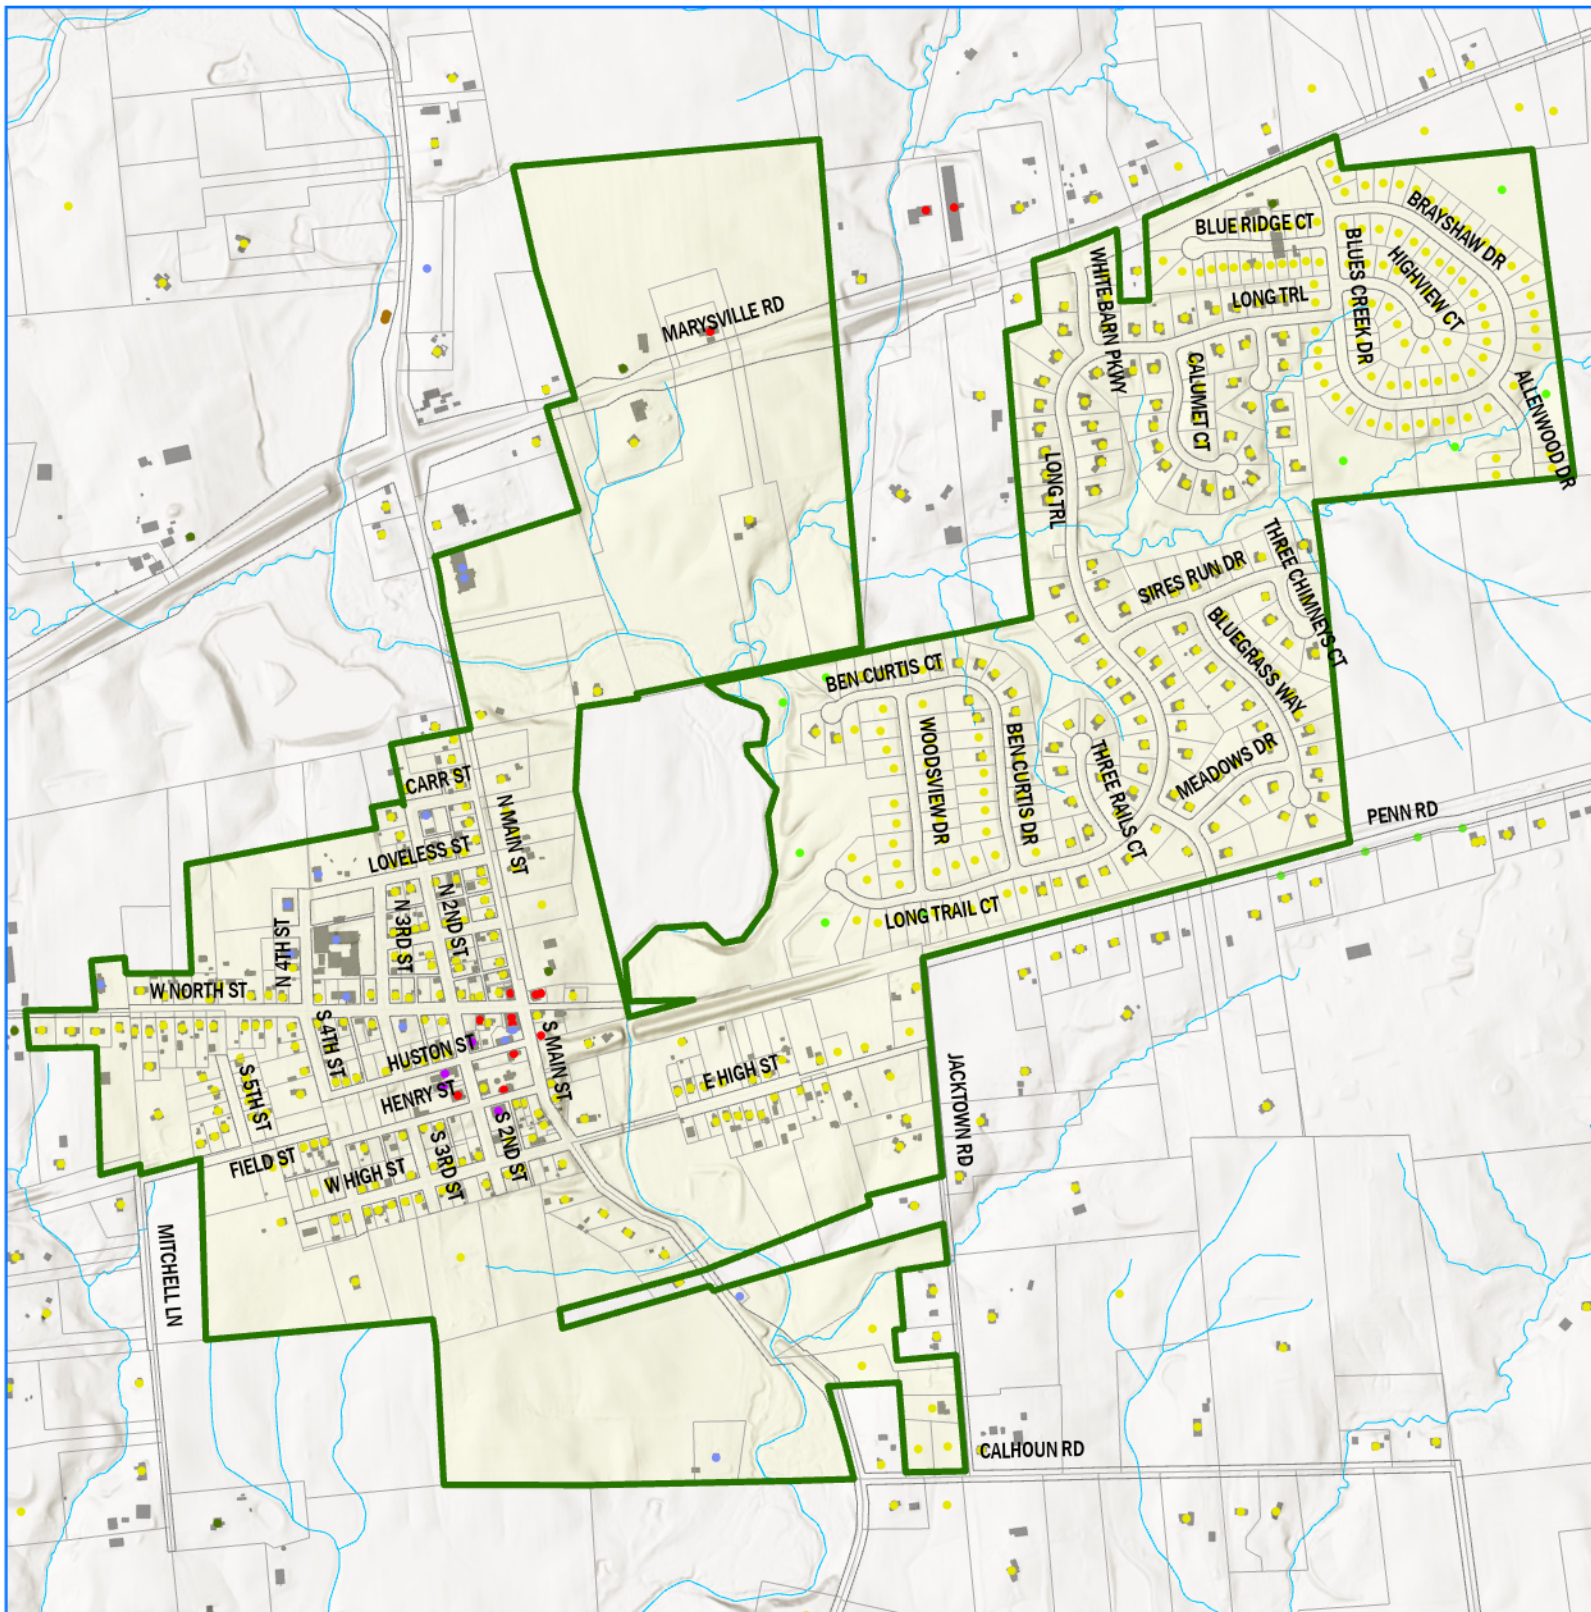 BRAYSHAW DR
BLUE RIDGE CT
BLUES CREEK DR
HIGHVIEW CT
WHITE BARN PKWY
LONG TRL
MARYSVILLE RD
CALUMET CT
ALLENWOOD DR
LONG TRL
THREE CHIMNEYS CT
SIRES RUN DR
BLUEGRASS WAY
BEN CURTIS CT
WOODSVIEW DR
BEN CURTIS DR
THREE RAILS CT
MEADOWS DR
CARR ST
N MAIN ST
PENN RD
LOVELESS ST
N 2ND ST
N 3RD ST
LONG TRAIL CT
N 4TH ST
W NORTH ST
S 4TH ST
HUSTON ST
S MAIN ST
S 5TH ST
E HIGH ST
JACKTOWN RD
HENRY ST
S 2ND ST
S 3RD ST
FIELD ST
W HIGH ST
MITCHELL LN
CALHOUN RD